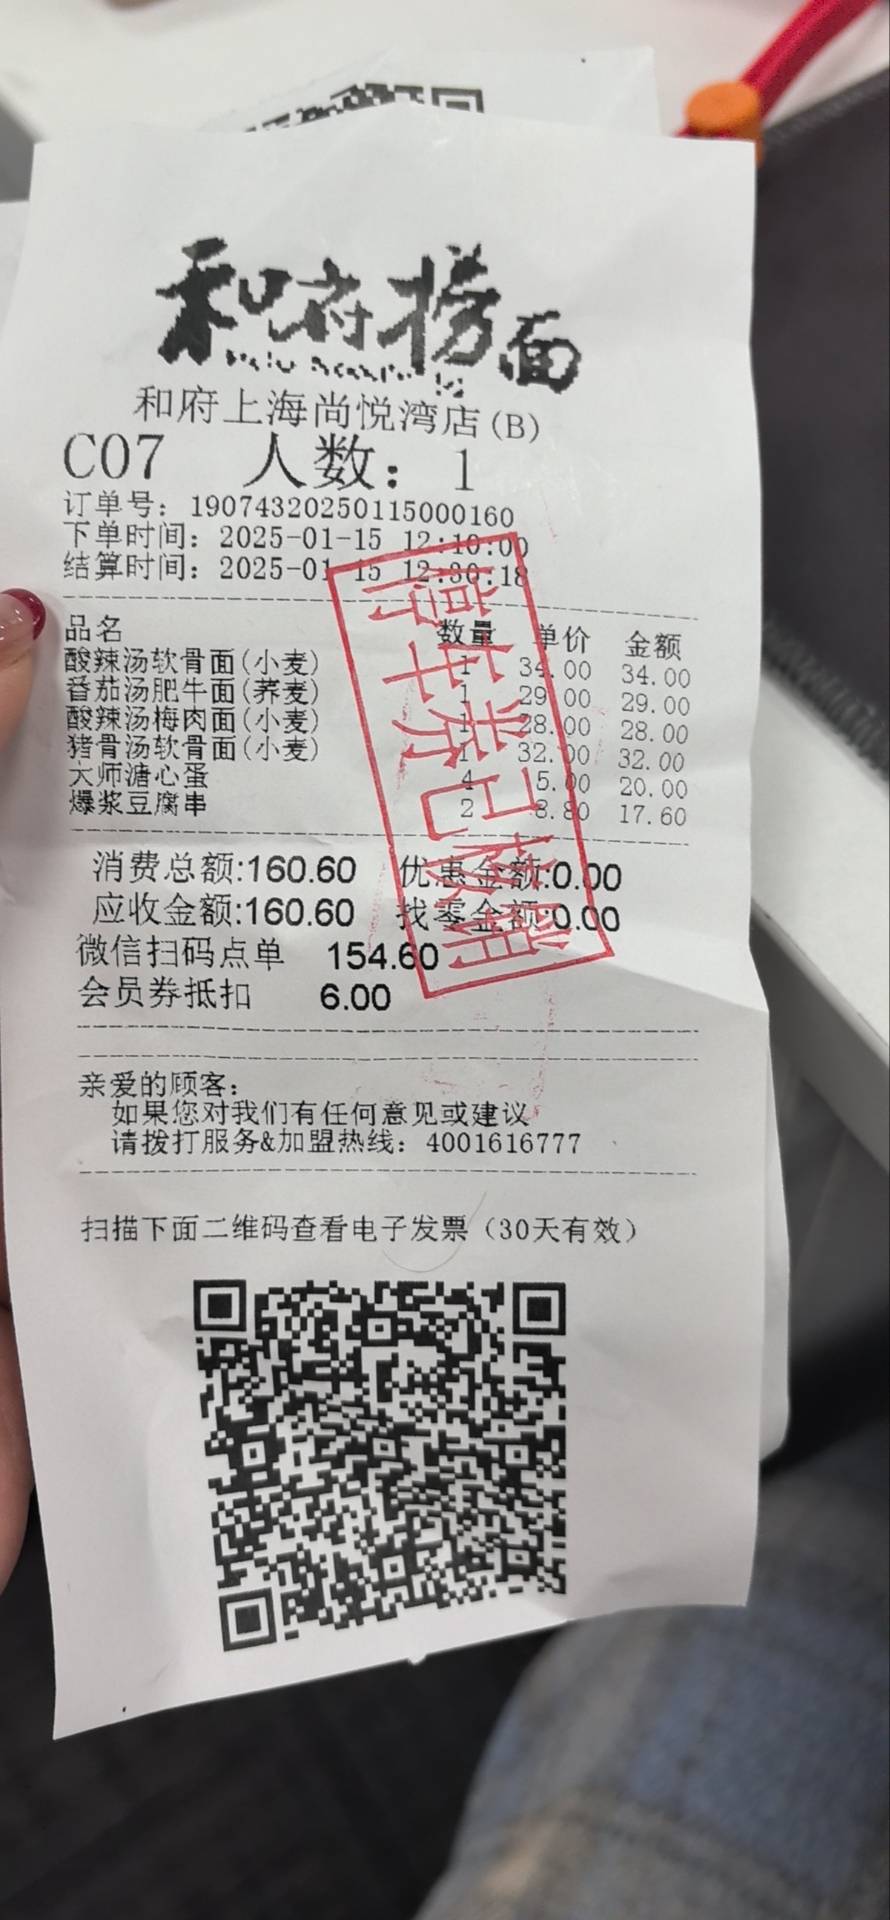 和府捞面
和府上海尚悦湾店(B)
C07 人数：1
订单号：19074320250115000160
下单时间：2025-01-15 12:10:00
结算时间：2025-01-15 12:30:18
品名 数量 单价 金额
酸辣汤软骨面(小麦) 1 34.00 34.00
番茄汤肥牛面(荞麦) 1 29.00 29.00
酸辣汤梅肉面(小麦) 1 28.00 28.00
猪骨汤软骨面(小麦) 1 32.00 32.00
大师溏心蛋 4 5.00 20.00
爆浆豆腐串 2 8.80 17.60
消费总额:160.60 优惠金额:0.00
应收金额:160.60 找零金额:0.00
微信扫码点单 154.60
会员券抵扣 6.00
停车券已核销
亲爱的顾客：
如果您对我们有任何意见或建议
请拨打服务&加盟热线：4001616777
扫描下面二维码查看电子发票（30天有效）